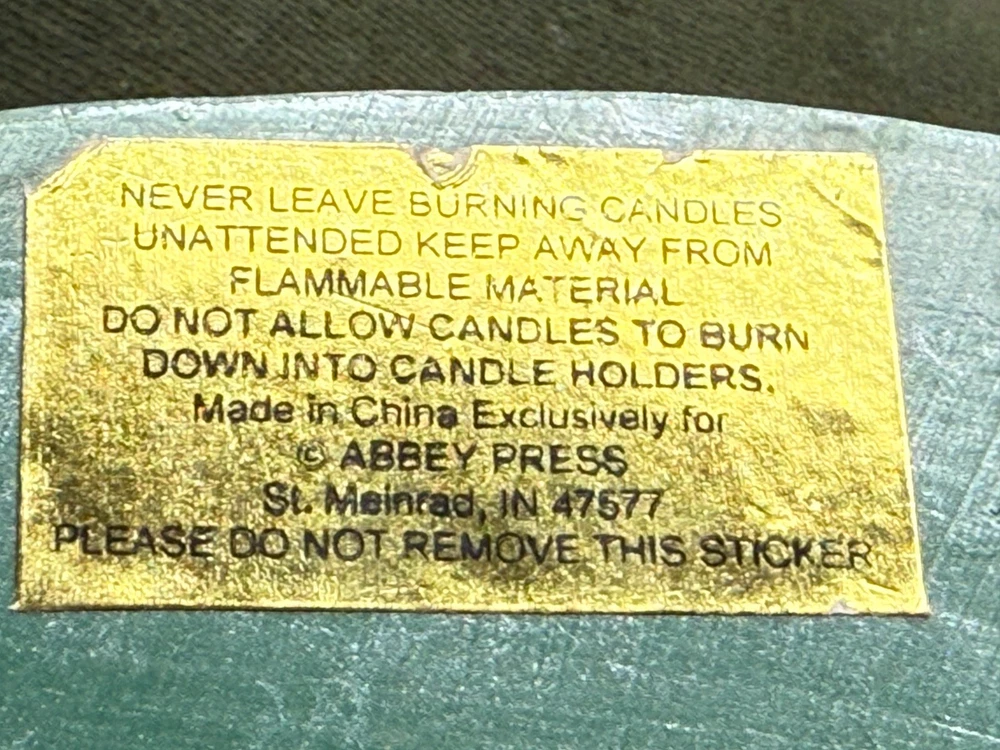 NEVER LEAVE BURNING CANDLES
UNATTENDED KEEP AWAY FROM
FLAMMABLE MATERIAL
DO NOT ALLOW CANDLES TO BURN
DOWN INTO CANDLE HOLDERS.
Made in China Exclusively for
© ABBEY PRESS
St. Meinrad, IN 47577
PLEASE DO NOT REMOVE THIS STICKER